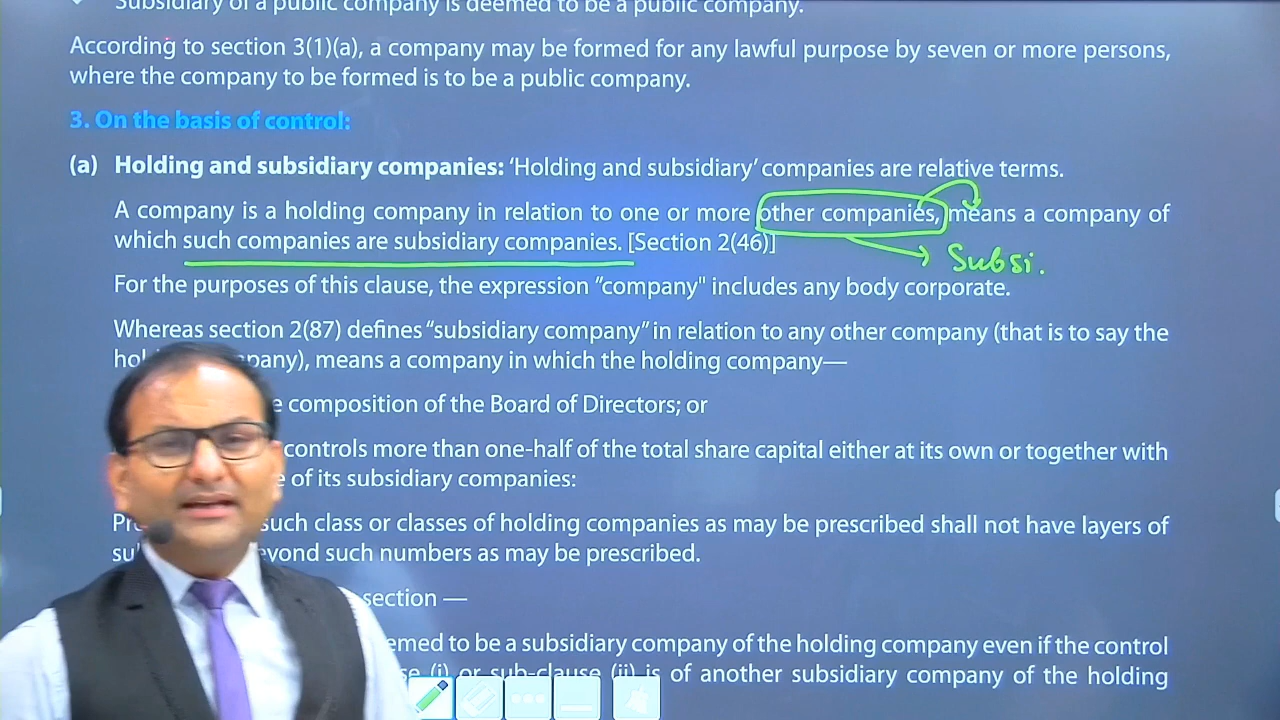 Subsidiary of a public company is deemed to be a public company.
According to section 3(1)(a), a company may be formed for any lawful purpose by seven or more persons,
where the company to be formed is to be a public company.
3. On the basis of control:
(a) Holding and subsidiary companies: ‘Holding and subsidiary’ companies are relative terms.
A company is a holding company in relation to one or more other companies, means a company of
which such companies are subsidiary companies. [Section 2(46)]
Subsi.
For the purposes of this clause, the expression “company" includes any body corporate.
Whereas section 2(87) defines “subsidiary company” in relation to any other company (that is to say the
means a company in which the holding company—
composition of the Board of Directors; or
controls more than one-half of the total share capital either at its own or together with
of its subsidiary companies:
such class or classes of holding companies as may be prescribed shall not have layers of
such numbers as may be prescribed.
section —
to be a subsidiary company of the holding company even if the control
(i) or sub-clause (ii) is of another subsidiary company of the holding